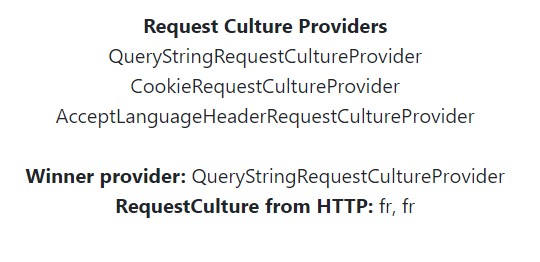 Request Culture Providers
QueryStringRequestCultureProvider
CookieRequestCultureProvider
AcceptLanguageHeaderRequestCultureProvider
Winner provider: QueryStringRequestCultureProvider
RequestCulture from HTTP: fr, fr